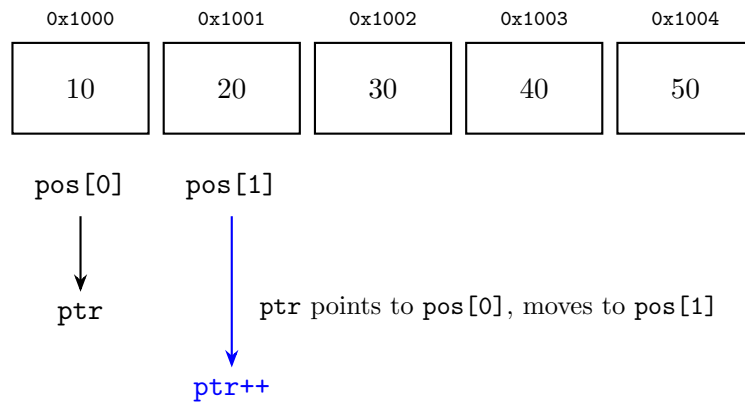 0x1000 0x1001 0x1002 0x1003 0x1004
10 20 30 40 50
pos[0] pos[1]
ptr
ptr points to pos[0], moves to pos[1]
ptr++